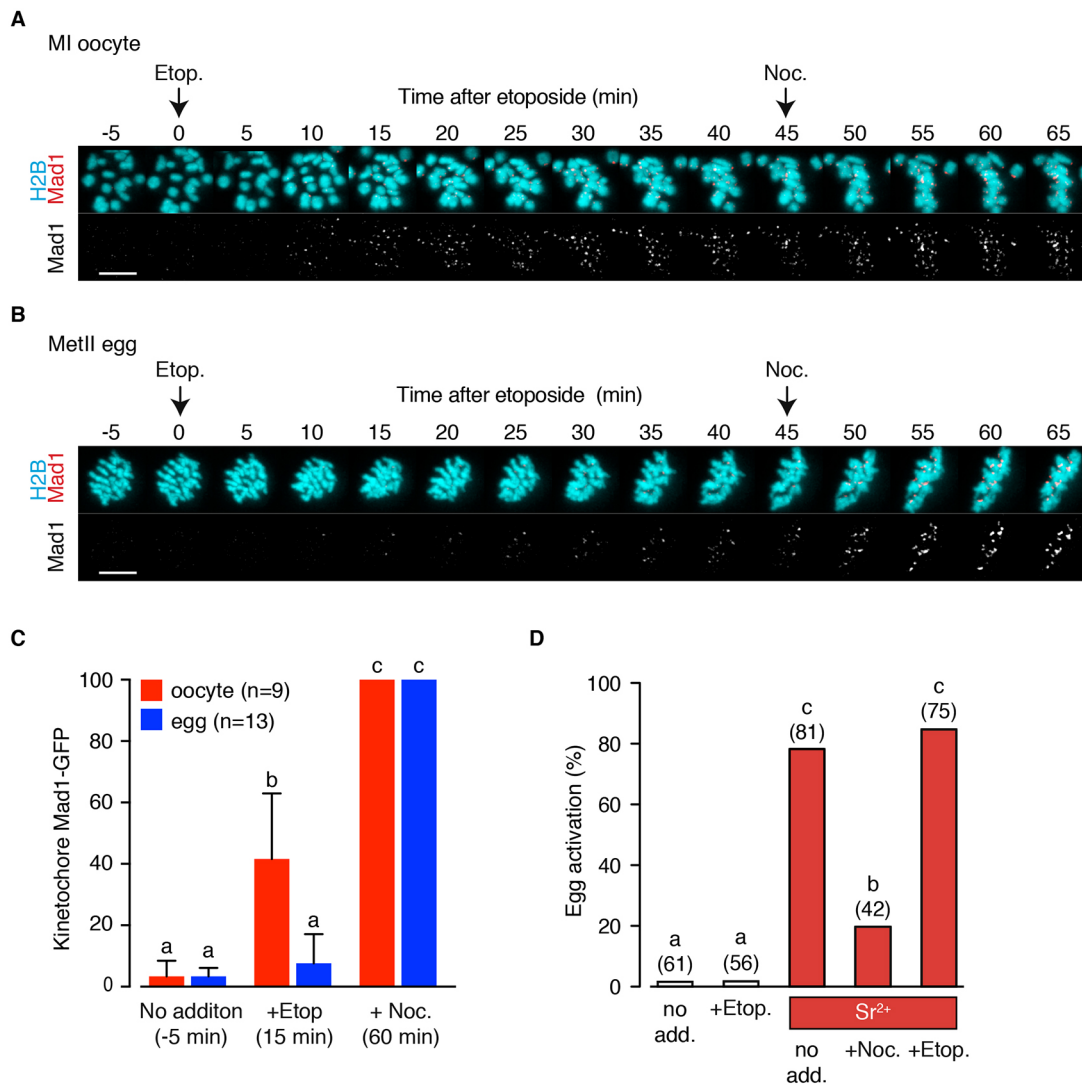 A
MI oocyte
Etop.
Noc.
Time after etoposide (min)
-5 0 5 10 15 20 25 30 35 40 45 50 55 60 65
H2B
Mad1
Mad1
B
MetII egg
Etop.
Noc.
Time after etoposide (min)
-5 0 5 10 15 20 25 30 35 40 45 50 55 60 65
H2B
Mad1
Mad1
C
Kinetochore Mad1-GFP
100
80
60
40
20
0
oocyte (n=9)
egg (n=13)
a a b a c c
No additon
(-5 min)
+Etop
(15 min)
+ Noc.
(60 min)
D
Egg activation (%)
100
80
60
40
20
0
a
(61)
a
(56)
c
(81)
b
(42)
c
(75)
no
add.
+Etop.
Sr²⁺
no
add.
+Noc.
+Etop.